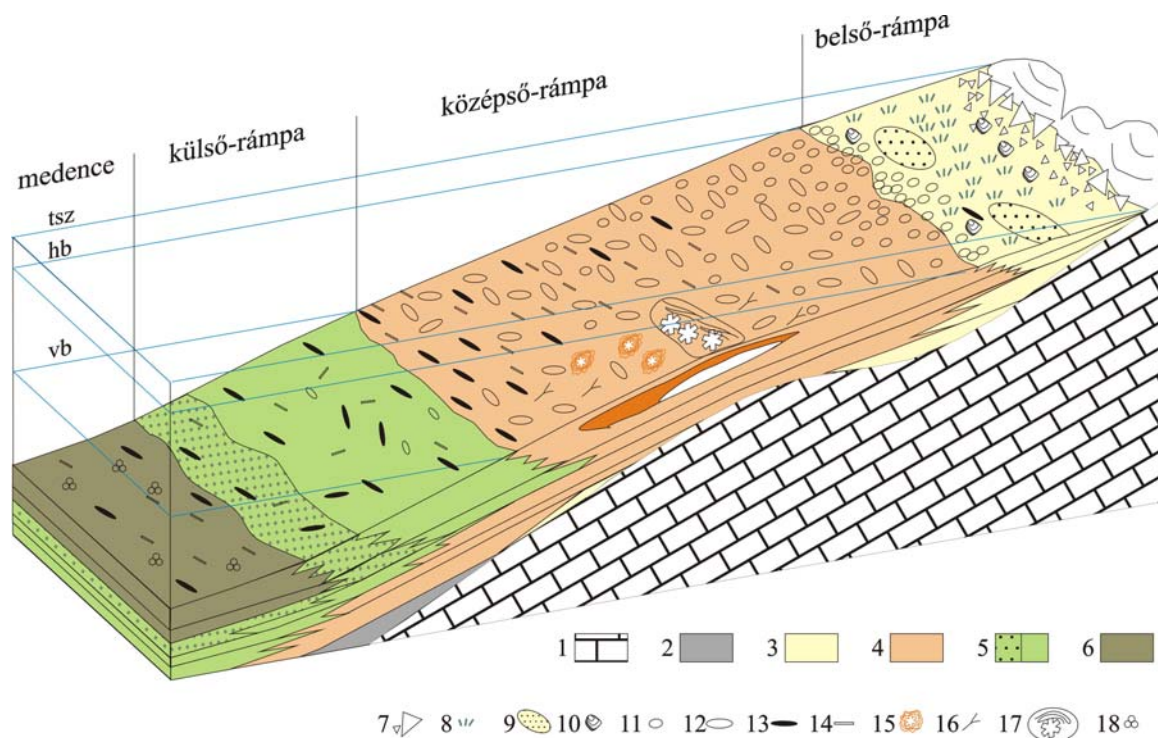 belső-rámpa
középső-rámpa
külső-rámpa
medence
tsz
hb
vb
1 2 3 4 5 6
7 8 9 10 11 12 13 14 15 16 17 18